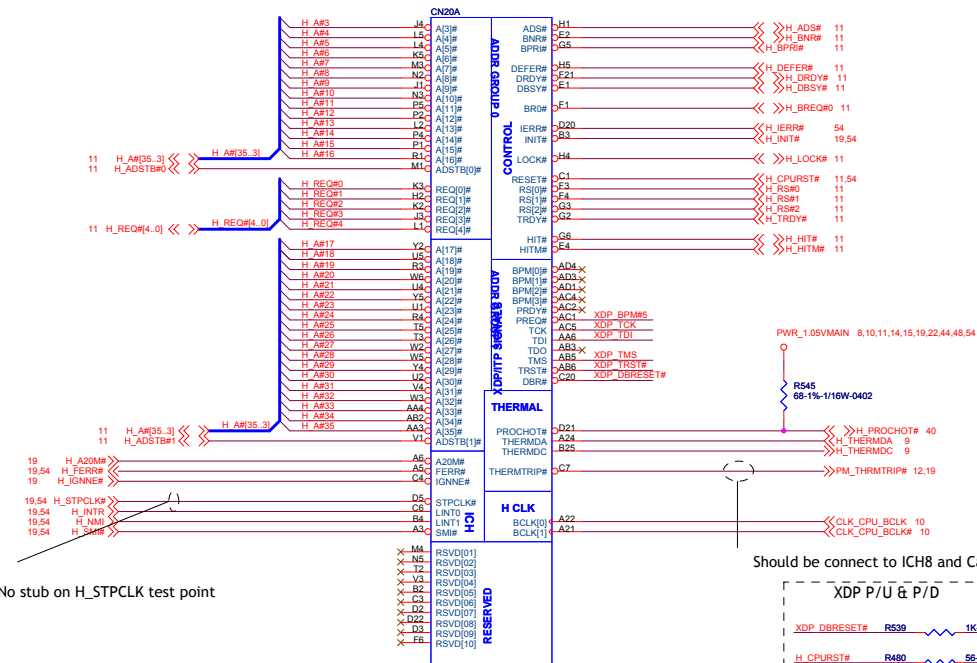 CN20A
H_A#3 J4 A[3]# ADS# H1 H_ADS# 11
H_A#4 L5 A[4]# BNR# E2 H_BNR# 11
H_A#5 L4 A[5]# BPRI# G5 H_BPRI# 11
H_A#6 K5 A[6]#
H_A#7 M3 A[7]# DEFER# H5 H_DEFER# 11
H_A#8 N2 A[8]# DRDY# F21 H_DRDY# 11
H_A#9 J1 A[9]# DBSY# E1 H_DBSY# 11
H_A#10 N3 A[10]#
H_A#11 P5 A[11]# BR0# F1 H_BREQ#0 11
H_A#12 P2 A[12]#
H_A#13 L2 A[13]# IERR# D20 H_IERR# 54
H_A#14 P4 A[14]# INIT# B3 H_INIT# 19,54
H_A#15 P1 A[15]#
H_A#16 R1 A[16]# LOCK# H4 H_LOCK# 11
11 H_A#[35..3] H_A#[35..3]
11 H_ADSTB#0 M1 ADSTB[0]#
ADDR GROUP 0
CONTROL
RESET# C1 H_CPURST# 11,54
H_REQ#0 K3 REQ[0]# RS[0]# F3 H_RS#0 11
H_REQ#1 H2 REQ[1]# RS[1]# F4 H_RS#1 11
H_REQ#2 K2 REQ[2]# RS[2]# G3 H_RS#2 11
H_REQ#3 J3 REQ[3]# TRDY# G2 H_TRDY# 11
H_REQ#4 L1 REQ[4]#
11 H_REQ#[4..0] H_REQ#[4..0]
HIT# G6 H_HIT# 11
HITM# E4 H_HITM# 11
H_A#17 Y2 A[17]#
H_A#18 U5 A[18]#
H_A#19 R3 A[19]# BPM[0]# AD4
H_A#20 W6 A[20]# BPM[1]# AD3
H_A#21 U4 A[21]# BPM[2]# AD1
H_A#22 Y5 A[22]# BPM[3]# AC4
H_A#23 U1 A[23]# PRDY# AC2
H_A#24 R4 A[24]# PREQ# AC1 XDP_BPM#5
H_A#25 T5 A[25]# TCK AC5 XDP_TCK
H_A#26 T3 A[26]# TDI AA6 XDP_TDI
H_A#27 W2 A[27]# TDO AB3
H_A#28 W5 A[28]# TMS AB5 XDP_TMS
H_A#29 Y4 A[29]# TRST# AB6 XDP_TRST#
H_A#30 U2 A[30]# DBR# C20 XDP_DBRESET#
H_A#31 V4 A[31]#
H_A#32 W3 A[32]#
H_A#33 AA4 A[33]#
H_A#34 AB2 A[34]#
H_A#35 AA3 A[35]#
11 H_A#[35..3] H_A#[35..3]
11 H_ADSTB#1 V1 ADSTB[1]#
ADDR
XDP/ITP SIGNALS
PWR_1.05VMAIN 8,10,11,14,15,19,22,44,48,54
R545
68-1%-1/16W-0402
THERMAL
PROCHOT# D21 H_PROCHOT# 40
THERMDA A24 H_THERMDA 9
THERMDC B25 H_THERMDC 9
THERMTRIP# C7 PM_THRMTRIP# 12,19
19 H_A20M# A6 A20M#
19,54 H_FERR# A5 FERR#
19 H_IGNNE# C4 IGNNE#
19,54 H_STPCLK# D5 STPCLK#
19,54 H_INTR C6 LINT0
19,54 H_NMI B4 LINT1
19,54 H_SMI# A3 SMI#
ICH
H CLK
BCLK[0] A22 CLK_CPU_BCLK 10
BCLK[1] A21 CLK_CPU_BCLK# 10
M4 RSVD[01]
N5 RSVD[02]
T2 RSVD[03]
V3 RSVD[04]
B2 RSVD[05]
C3 RSVD[06]
D2 RSVD[07]
D22 RSVD[08]
D3 RSVD[09]
F6 RSVD[10]
RESERVED
No stub on H_STPCLK test point
Should be connect to ICH8 and
XDP P/U & P/D
XDP_DBRESET# R539
H_CPURST# R480